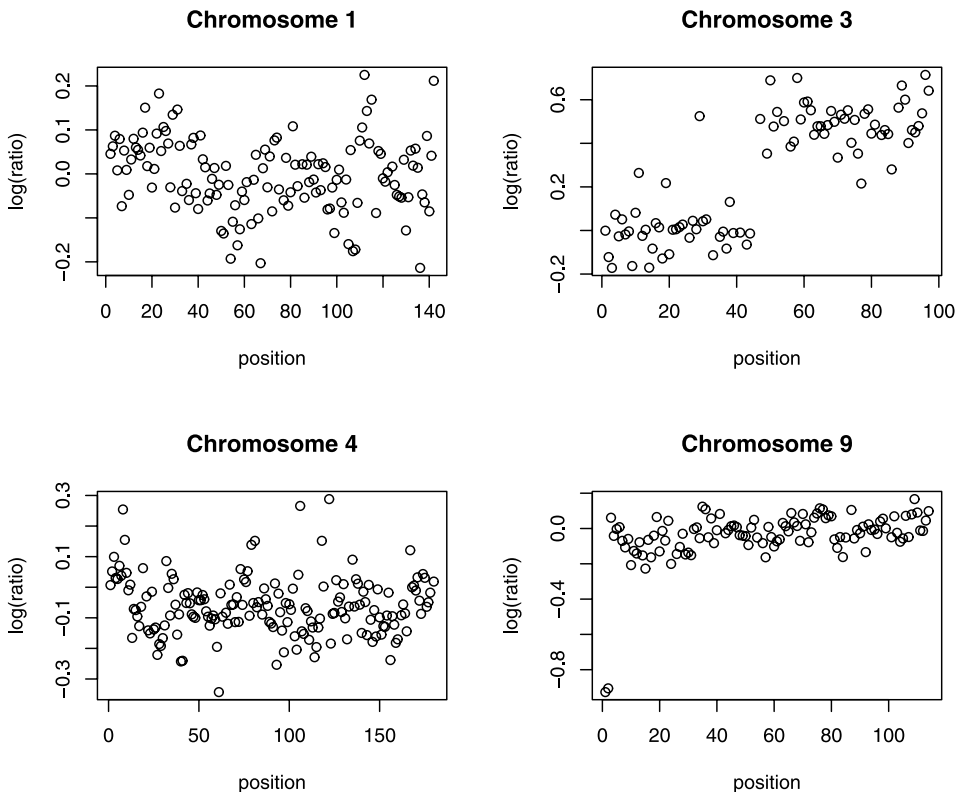 Chromosome 1
log(ratio)
0.2
0.1
0.0
−0.2
0 20 40 60 80 100 120 140
position
Chromosome 3
log(ratio)
0.6
0.2
−0.2
0 20 40 60 80 100
position
Chromosome 4
log(ratio)
0.3
0.1
−0.1
−0.3
0 50 100 150
position
Chromosome 9
log(ratio)
0.0
−0.4
−0.8
0 20 40 60 80 100
position